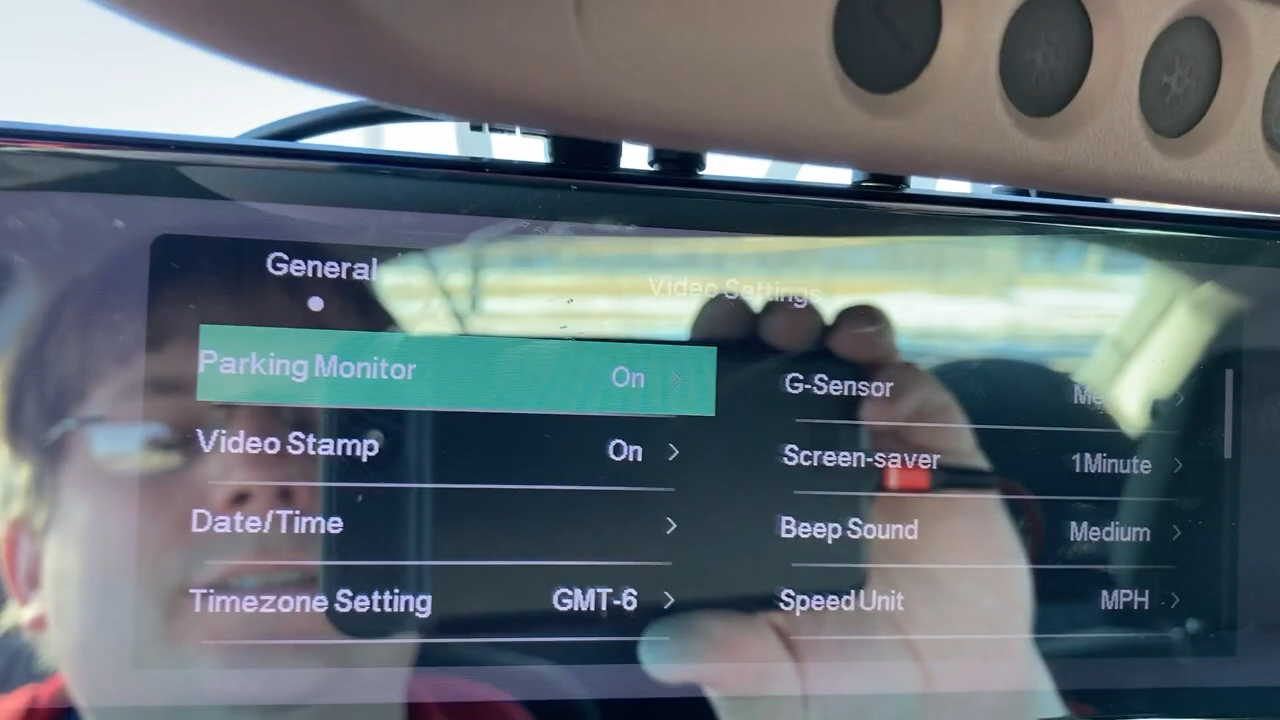 General
Video Settings
Parking Monitor On >
Video Stamp On >
Date/Time >
Timezone Setting GMT-6 >
G-Sensor >
Screen-saver 1Minute >
Beep Sound Medium >
Speed Unit MPH >